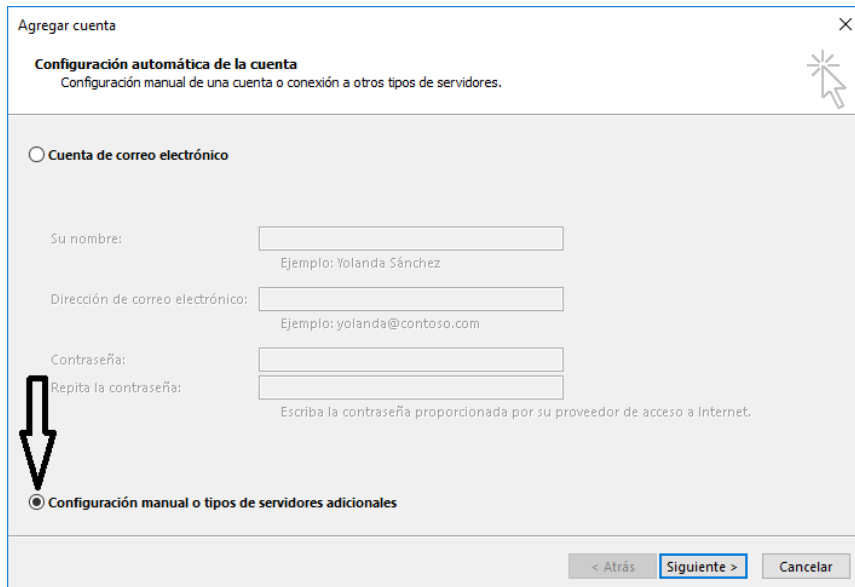 Agregar cuenta
Configuración automática de la cuenta
Configuración manual de una cuenta o conexión a otros tipos de servidores.
Cuenta de correo electrónico
Su nombre:
Ejemplo: Yolanda Sánchez
Dirección de correo electrónico:
Ejemplo: yolanda@contoso.com
Contraseña:
Repita la contraseña:
Escriba la contraseña proporcionada por su proveedor de acceso a Internet.
Configuración manual o tipos de servidores adicionales
< Atrás Siguiente > Cancelar